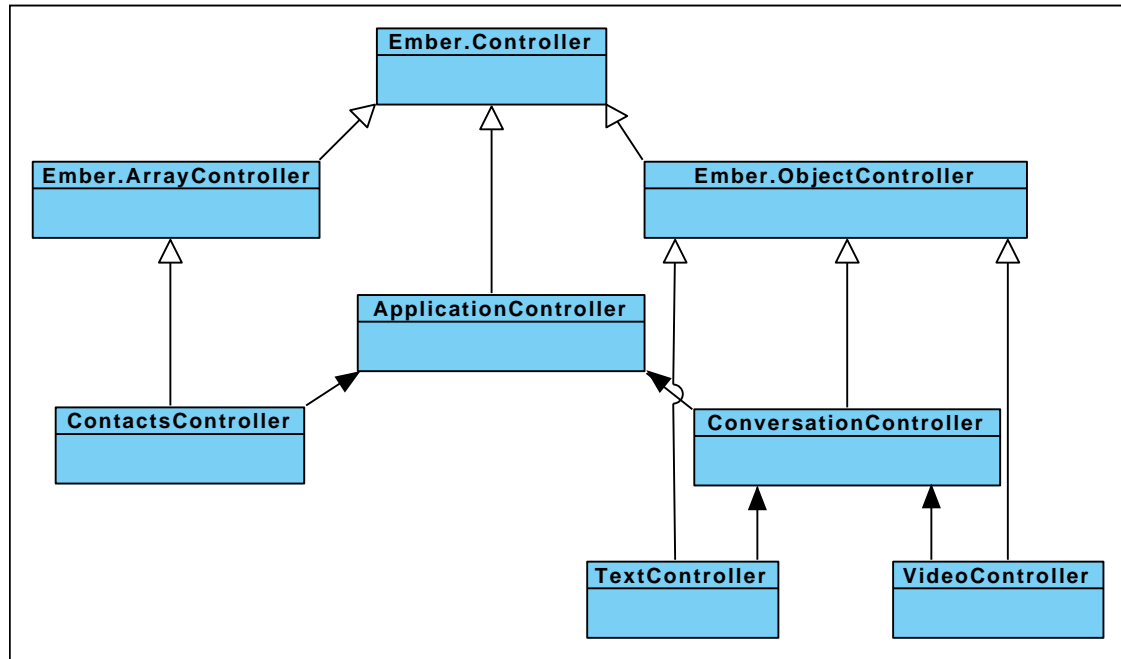 Ember.Controller
Ember.ArrayController
Ember.ObjectController
ApplicationController
ContactsController
ConversationController
TextController
VideoController